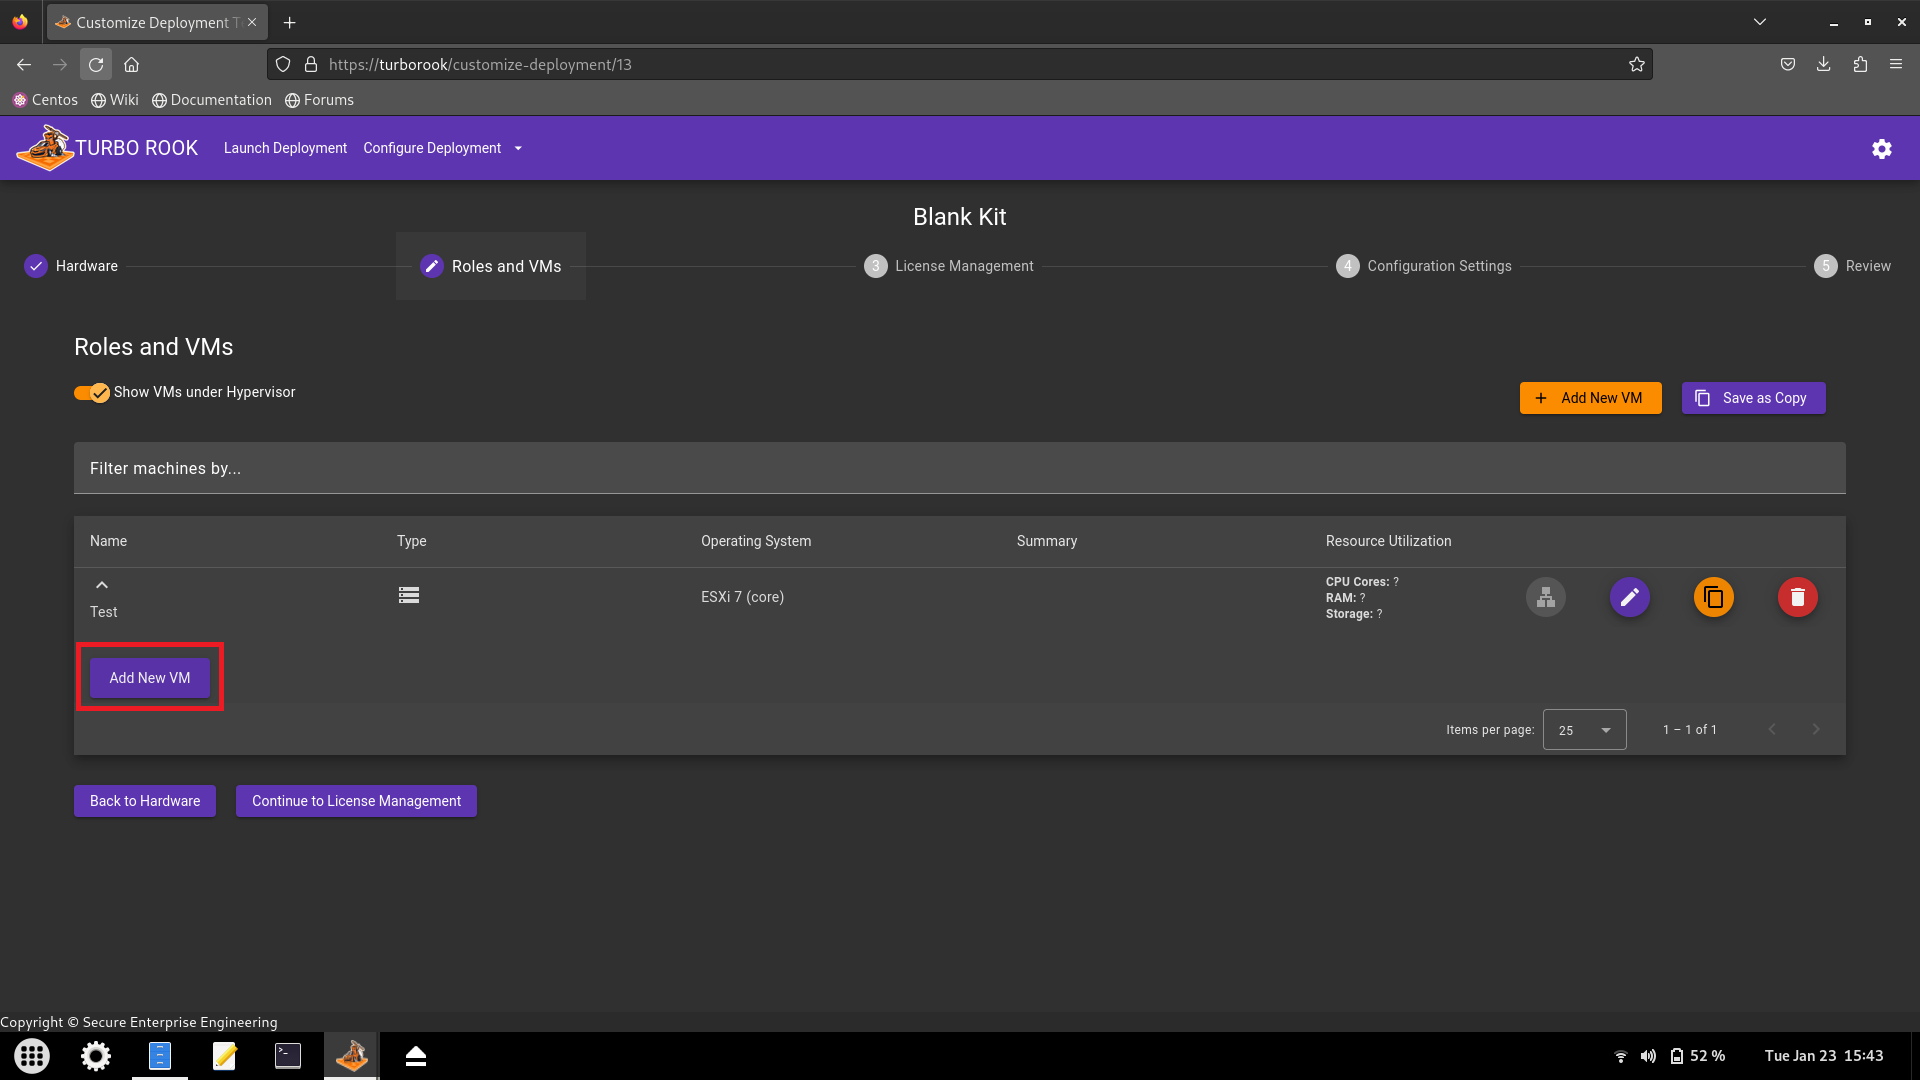 Customize Deployment T
https://turborook/customize-deployment/13
Centos Wiki Documentation Forums
TURBO ROOK Launch Deployment Configure Deployment
Blank Kit
Hardware Roles and VMs 3 License Management 4 Configuration Settings 5 Review
Roles and VMs
Show VMs under Hypervisor
+ Add New VM Save as Copy
Filter machines by...
Name Type Operating System Summary Resource Utilization
Test ESXi 7 (core)
CPU Cores: ?
RAM: ?
Storage: ?
Add New VM
Items per page: 25 1 – 1 of 1
Back to Hardware Continue to License Management
Copyright © Secure Enterprise Engineering
52 % Tue Jan 23 15:43